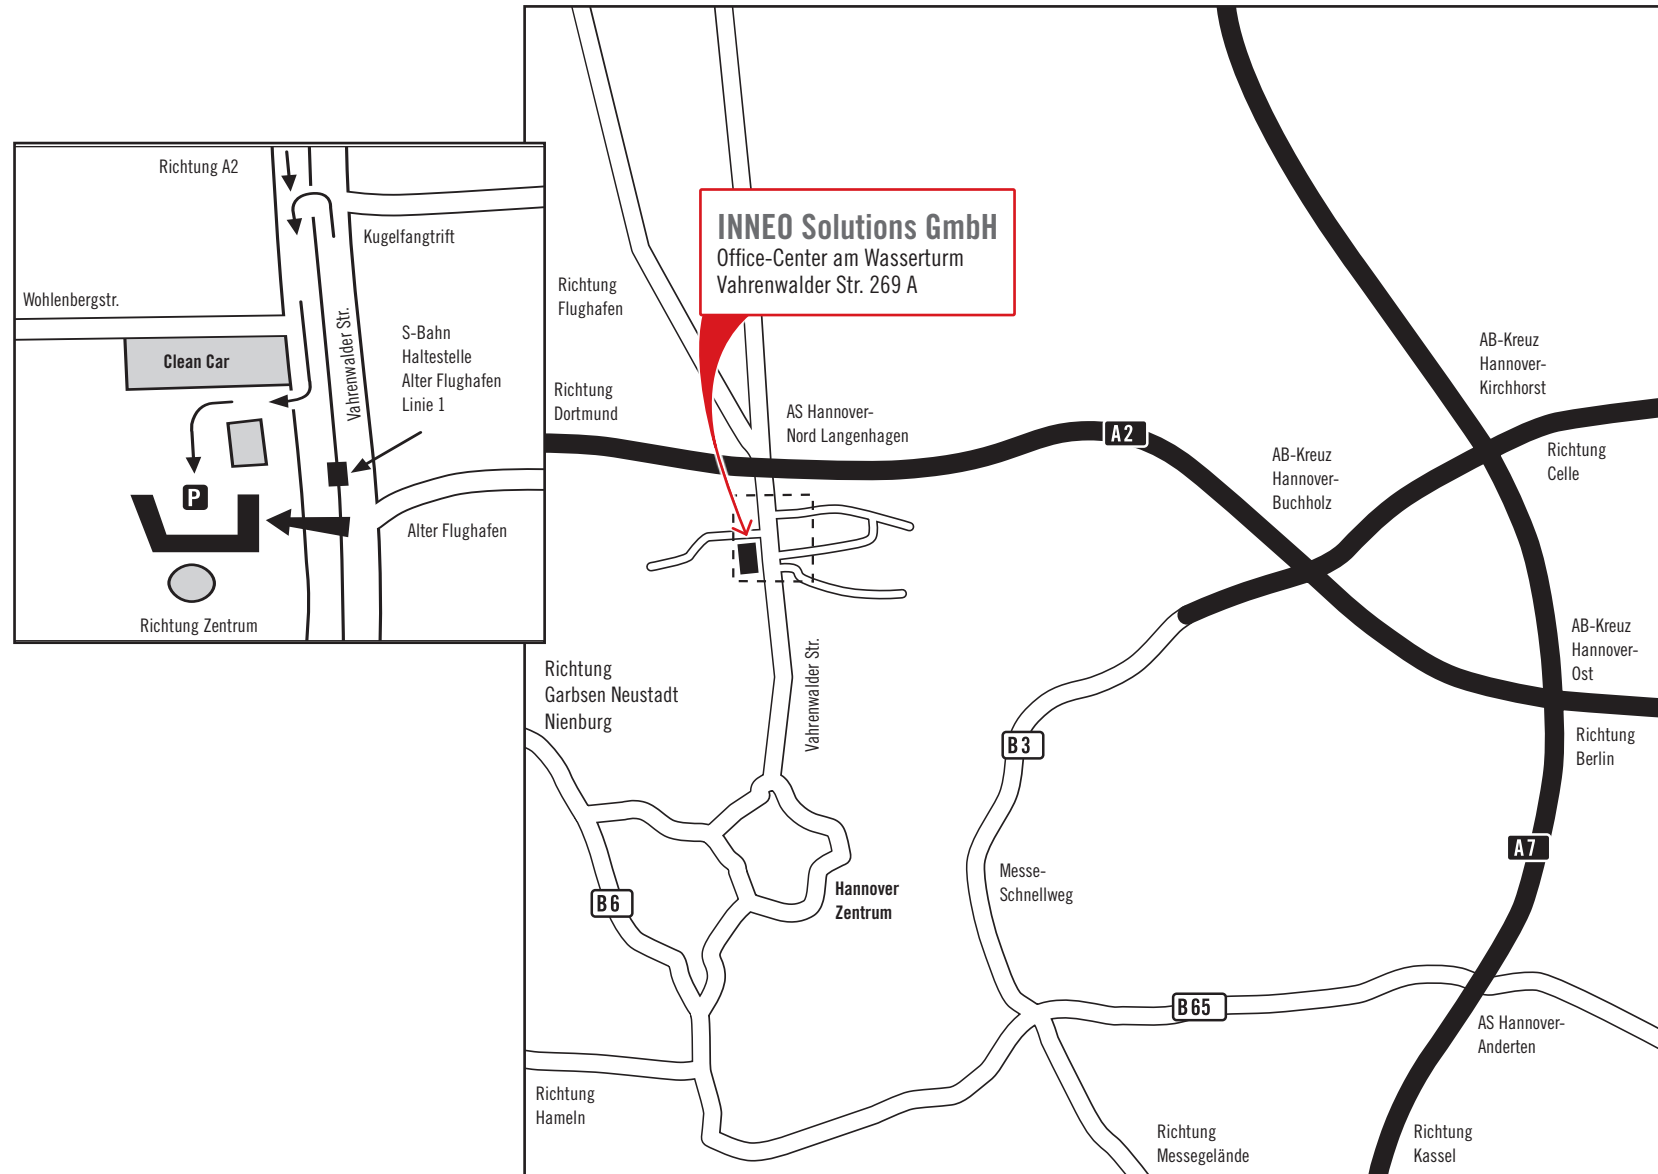 Richtung A2
Kugelfangtrift
Wohlenbergstr.
Clean Car
Vahrenwalder Str.
S-Bahn
Haltestelle
Alter Flughafen
Linie 1
P
Alter Flughafen
Richtung Zentrum
INNEO Solutions GmbH
Office-Center am Wasserturm
Vahrenwalder Str. 269 A
Richtung
Flughafen
Richtung
Dortmund
AS Hannover-
Nord Langenhagen
A2
AB-Kreuz
Hannover-
Kirchhorst
AB-Kreuz
Hannover-
Buchholz
Richtung
Celle
AB-Kreuz
Hannover-
Ost
Richtung
Berlin
Richtung
Garbsen Neustadt
Nienburg
Vahrenwalder Str.
B3
A7
Messe-
Schnellweg
Hannover
Zentrum
B6
B65
AS Hannover-
Anderten
Richtung
Hameln
Richtung
Messegelände
Richtung
Kassel